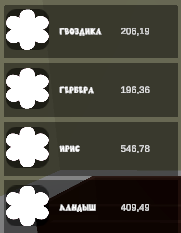 ГВОЗДИКА 206,19
ГЕРБЕРА 196,36
ИРИС 546,78
ЛАНДЫШ 409,49